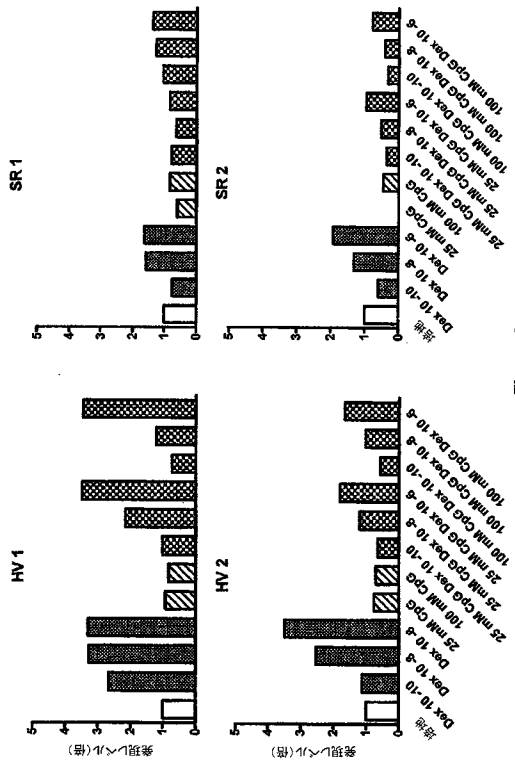 HV 1
発現レベル(倍)
5
4
3
2
1
0
SR 1
5
4
3
2
1
0
HV 2
発現レベル(倍)
5
4
3
2
1
0
培地
Dex 10 -10
Dex 10 -8
Dex 10 -6
25 mM CpG
100 mM CpG
25 mM CpG Dex 10 -10
25 mM CpG Dex 10 -8
25 mM CpG Dex 10 -6
100 mM CpG Dex 10 -10
100 mM CpG Dex 10 -8
100 mM CpG Dex 10 -6
SR 2
5
4
3
2
1
0
培地
Dex 10 -10
Dex 10 -8
Dex 10 -6
25 mM CpG
100 mM CpG
25 mM CpG Dex 10 -10
25 mM CpG Dex 10 -8
25 mM CpG Dex 10 -6
100 mM CpG Dex 10 -10
100 mM CpG Dex 10 -8
100 mM CpG Dex 10 -6